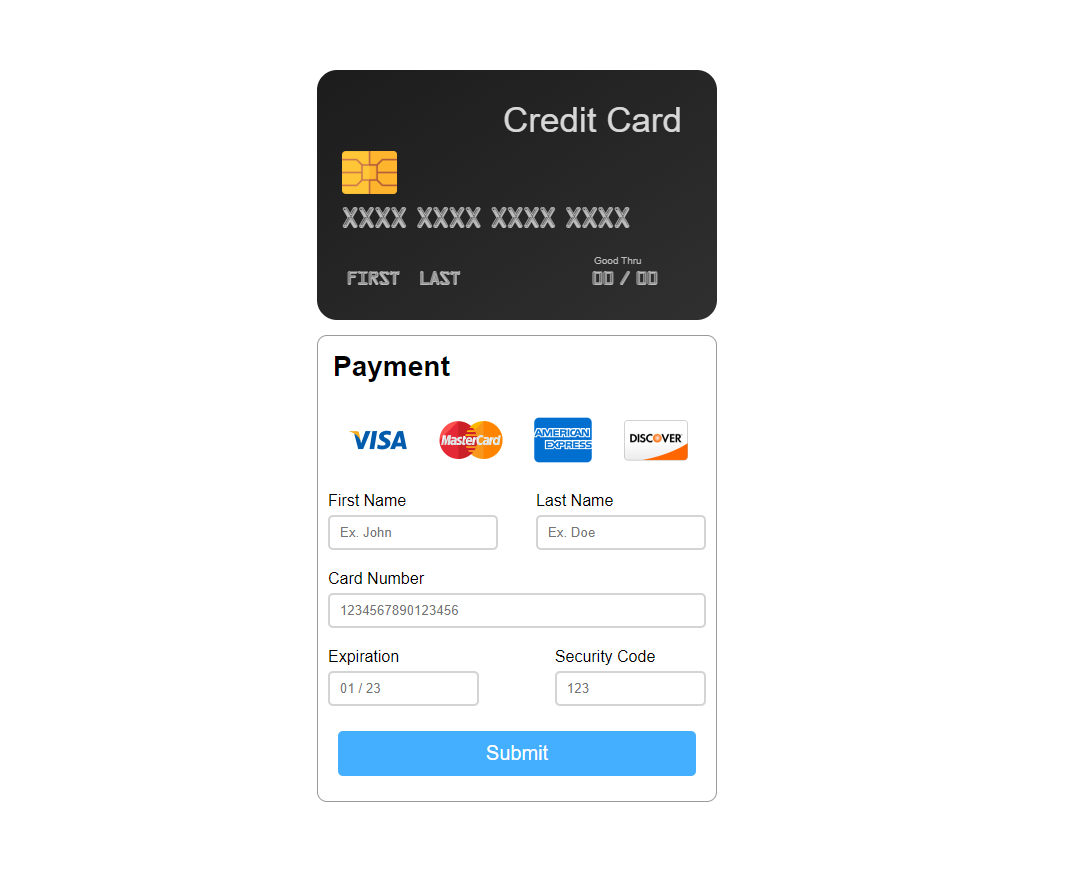 Credit Card
XXXX XXXX XXXX XXXX
Good Thru
FIRST LAST 00 / 00
Payment
VISA MasterCard AMERICAN EXPRESS DISCOVER
First Name Last Name
Ex. John Ex. Doe
Card Number
1234567890123456
Expiration Security Code
01 / 23 123
Submit